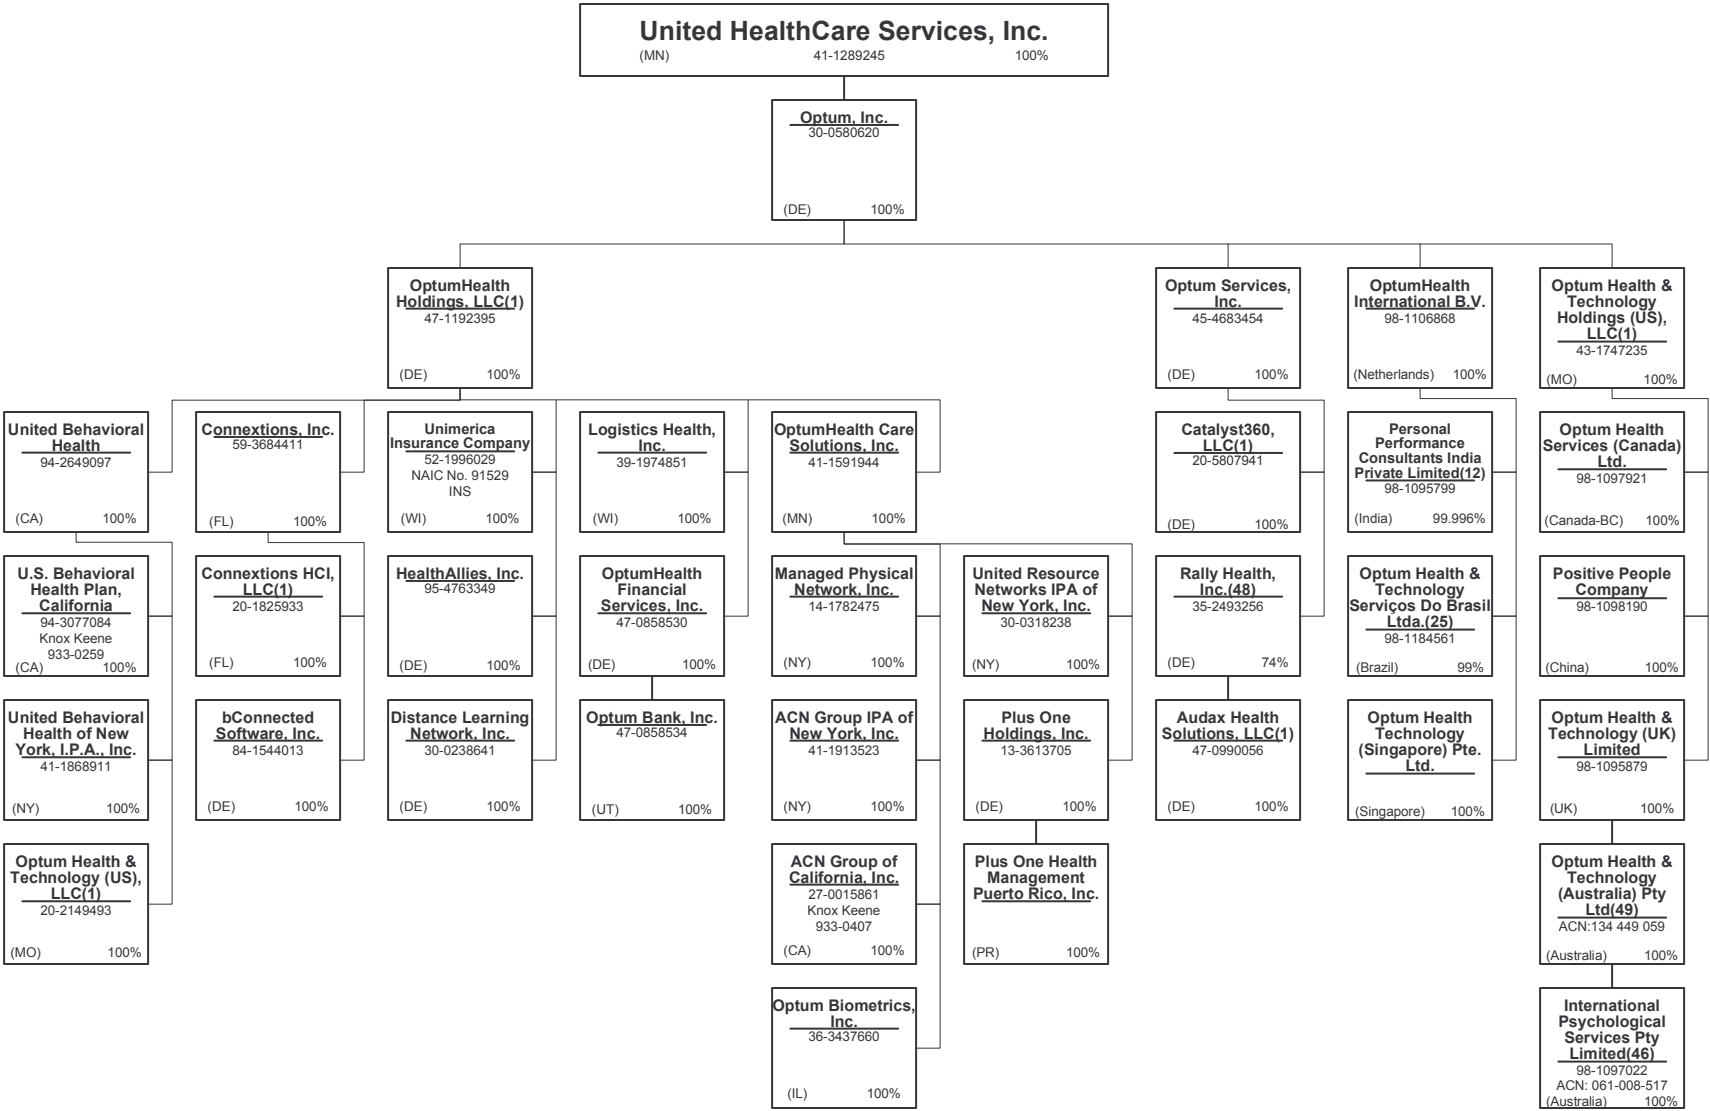 United HealthCare Services, Inc.
(MN) 41-1289245 100%
Optum, Inc.
30-0580620
(DE) 100%
OptumHealth
Holdings, LLC(1)
47-1192395
(DE) 100%
Optum Services,
Inc.
45-4683454
(DE) 100%
OptumHealth
International B.V.
98-1106868
(Netherlands) 100%
Optum Health &
Technology
Holdings (US),
LLC(1)
43-1747235
(MO) 100%
United Behavioral
Health
94-2649097
(CA) 100%
Connextions, Inc.
59-3684411
(FL) 100%
Unimerica
Insurance Company
52-1996029
NAIC No. 91529
INS
(WI) 100%
Logistics Health,
Inc.
39-1974851
(WI) 100%
OptumHealth Care
Solutions, Inc.
41-1591944
(MN) 100%
Catalyst360,
LLC(1)
20-5807941
(DE) 100%
Personal
Performance
Consultants India
Private Limited(12)
98-1095799
(India) 99.996%
Optum Health
Services (Canada)
Ltd.
98-1097921
(Canada-BC) 100%
U.S. Behavioral
Health Plan,
California
94-3077084
Knox Keene
933-0259
(CA) 100%
Connextions HCI,
LLC(1)
20-1825933
(FL) 100%
HealthAllies, Inc.
95-4763349
(DE) 100%
OptumHealth
Financial
Services, Inc.
47-0858530
(DE) 100%
Managed Physical
Network, Inc.
14-1782475
(NY) 100%
United Resource
Networks IPA of
New York, Inc.
30-0318238
(NY) 100%
Rally Health,
Inc.(48)
35-2493256
(DE) 74%
Optum Health &
Technology
Serviços Do Brasil
Ltda.(25)
98-1184561
(Brazil) 99%
Positive People
Company
98-1098190
(China) 100%
United Behavioral
Health of New
York, I.P.A., Inc.
41-1868911
(NY) 100%
bConnected
Software, Inc.
84-1544013
(DE) 100%
Distance Learning
Network, Inc.
30-0238641
(DE) 100%
Optum Bank, Inc.
47-0858534
(UT) 100%
ACN Group IPA of
New York, Inc.
41-1913523
(NY) 100%
Plus One
Holdings, Inc.
13-3613705
(DE) 100%
Audax Health
Solutions, LLC(1)
47-0990056
(DE) 100%
Optum Health
Technology
(Singapore) Pte.
Ltd.
(Singapore) 100%
Optum Health &
Technology (UK)
Limited
98-1095879
(UK) 100%
Optum Health &
Technology (US),
LLC(1)
20-2149493
(MO) 100%
ACN Group of
California, Inc.
27-0015861
Knox Keene
933-0407
(CA) 100%
Plus One Health
Management
Puerto Rico, Inc.
(PR) 100%
Optum Health &
Technology
(Australia) Pty
Ltd(49)
ACN:134 449 059
(Australia) 100%
Optum Biometrics,
Inc.
36-3437660
(IL) 100%
International
Psychological
Services Pty
Limited(46)
98-1097022
ACN: 061-008-517
(Australia) 100%